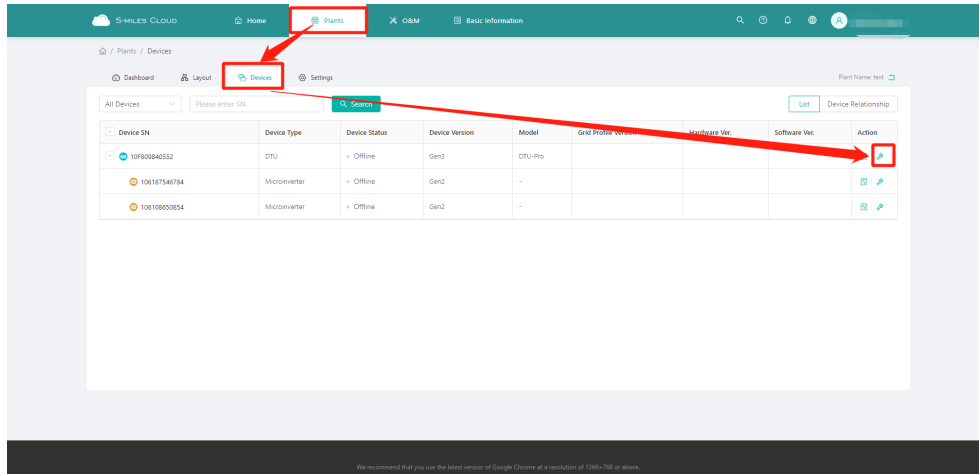 S-MILES CLOUD Home Plants O&M Basic Information
/ Plants / Devices
Dashboard Layout Devices Settings Plant Name: text
All Devices Please enter SN. Search List Device Relationship
Device SN Device Type Device Status Device Version Model Grid Profile Version Hardware Ver. Software Ver. Action
10F809840552 DTU Offline Gen3 DTU-Pro
106187546784 Microinverter Offline Gen2 -
106108650854 Microinverter Offline Gen2 -
We recommend that you use the latest version of Google Chrome at a resolution of 1366×768 or above.